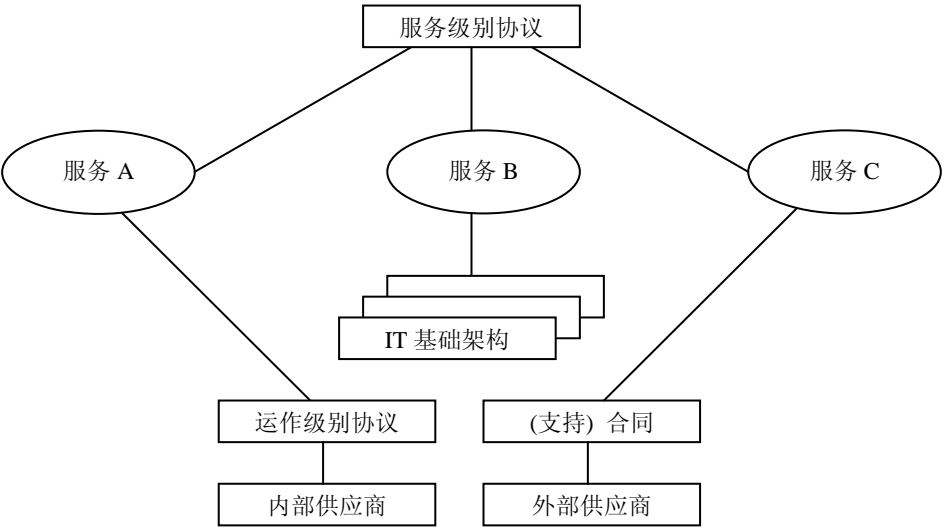 服务级别协议
服务 A
服务 B
服务 C
IT 基础架构
运作级别协议
(支持) 合同
内部供应商
外部供应商